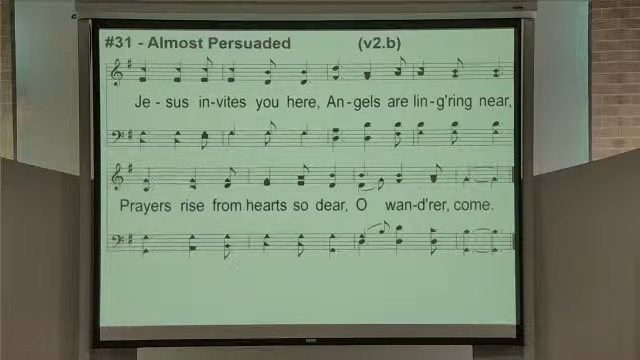 #31 - Almost Persuaded (v2.b)
Je - sus in-vites you here, An-gels are lin-g'ring near,
Prayers rise from hearts so dear, O wan-d'rer, come.